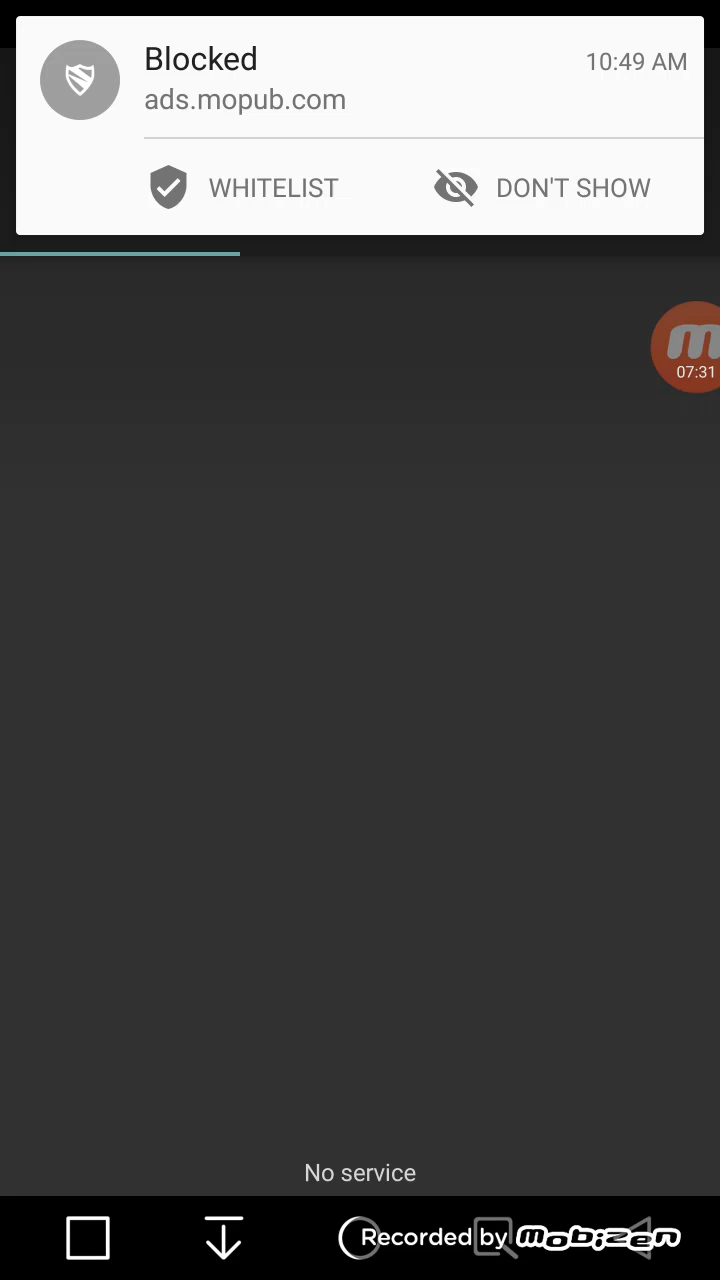 Blocked
10:49 AM
ads.mopub.com
WHITELIST
DON'T SHOW
m
07:31
No service
Recorded by mobizen